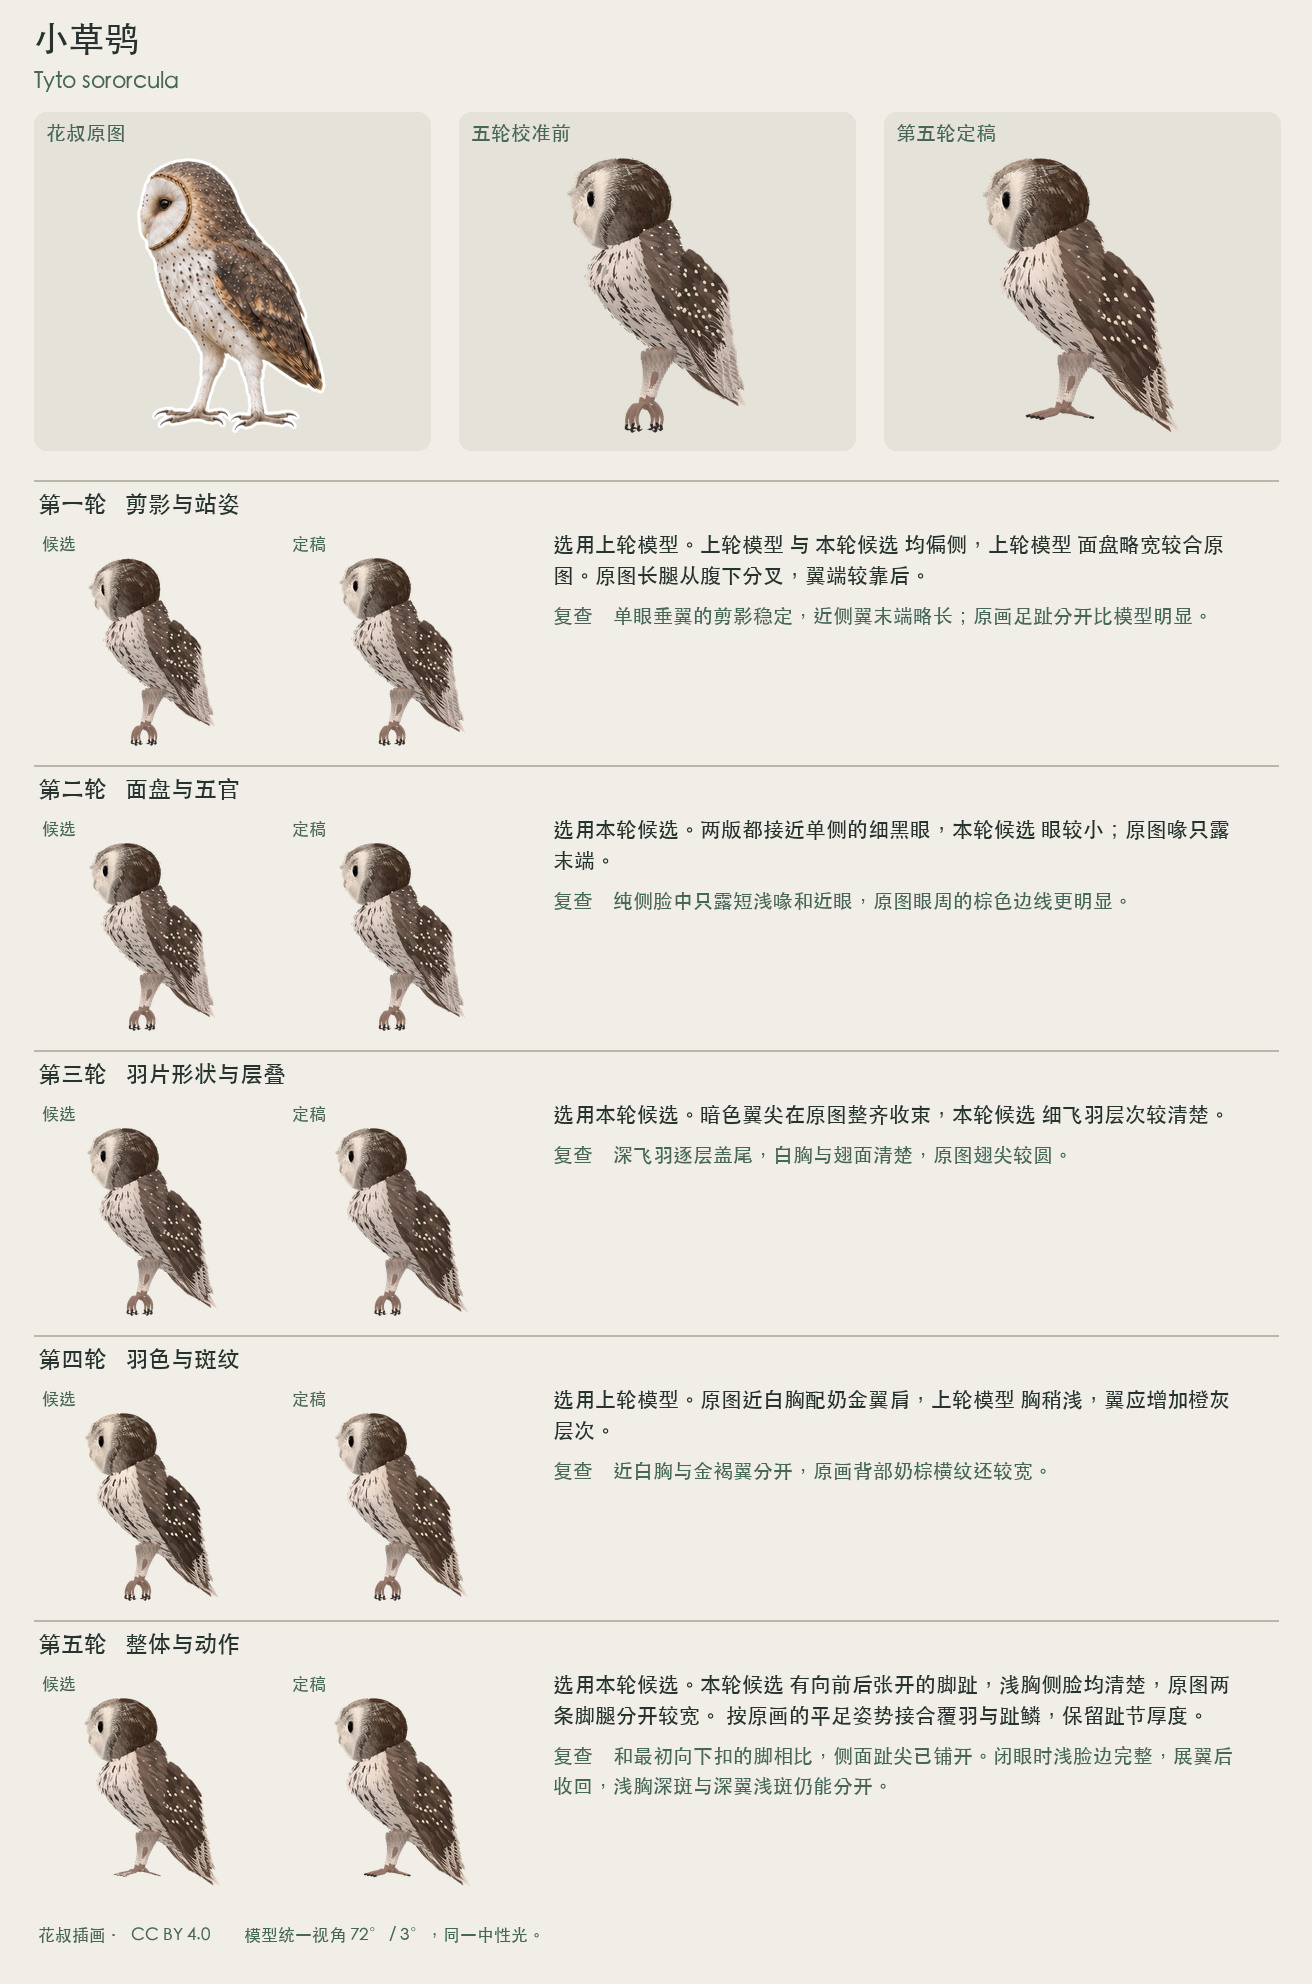 小草鸮
Tyto sororcula
花叔原图
五轮校准前
第五轮定稿
第一轮 剪影与站姿
候选
定稿
选用上轮模型。上轮模型 与 本轮候选 均偏侧，上轮模型 面盘略宽较合原
图。原图长腿从腹下分叉，翼端较靠后。
复查 单眼垂翼的剪影稳定，近侧翼末端略长；原画足趾分开比模型明显。
第二轮 面盘与五官
候选
定稿
选用本轮候选。两版都接近单侧的细黑眼，本轮候选 眼较小；原图喙只露
末端。
复查 纯侧脸中只露短浅喙和近眼，原图眼周的棕色边线更明显。
第三轮 羽片形状与层叠
候选
定稿
选用本轮候选。暗色翼尖在原图整齐收束，本轮候选 细飞羽层次较清楚。
复查 深飞羽逐层盖尾，白胸与翅面清楚，原图翅尖较圆。
第四轮 羽色与斑纹
候选
定稿
选用上轮模型。原图近白胸配奶金翼肩，上轮模型 胸稍浅，翼应增加橙灰
层次。
复查 近白胸与金褐翼分开，原画背部奶棕横纹还较宽。
第五轮 整体与动作
候选
定稿
选用本轮候选。本轮候选 有向前后张开的脚趾，浅胸侧脸均清楚，原图两
条脚腿分开较宽。 按原画的平足姿势接合覆羽与趾鳞，保留趾节厚度。
复查 和最初向下扣的脚相比，侧面趾尖已铺开。闭眼时浅脸边完整，展翼后
收回，浅胸深斑与深翼浅斑仍能分开。
花叔插画 · CC BY 4.0 模型统一视角 72° / 3° ，同一中性光。